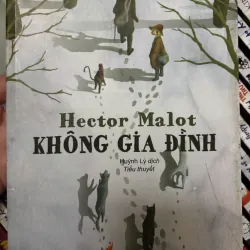 Hector Malot
KHÔNG GIA ĐÌNH
Huỳnh Lý dịch
Tiểu thuyết